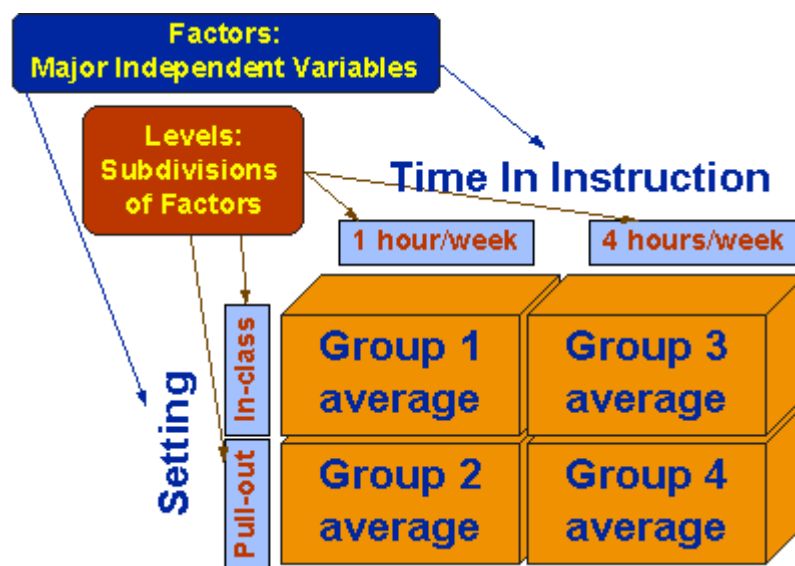 Factors:
Major Independent Variables
Levels:
Subdivisions
of Factors
Time In Instruction
1 hour/week
4 hours/week
Setting
In-class
Group 1
average
Group 3
average
Pull-out
Group 2
average
Group 4
average